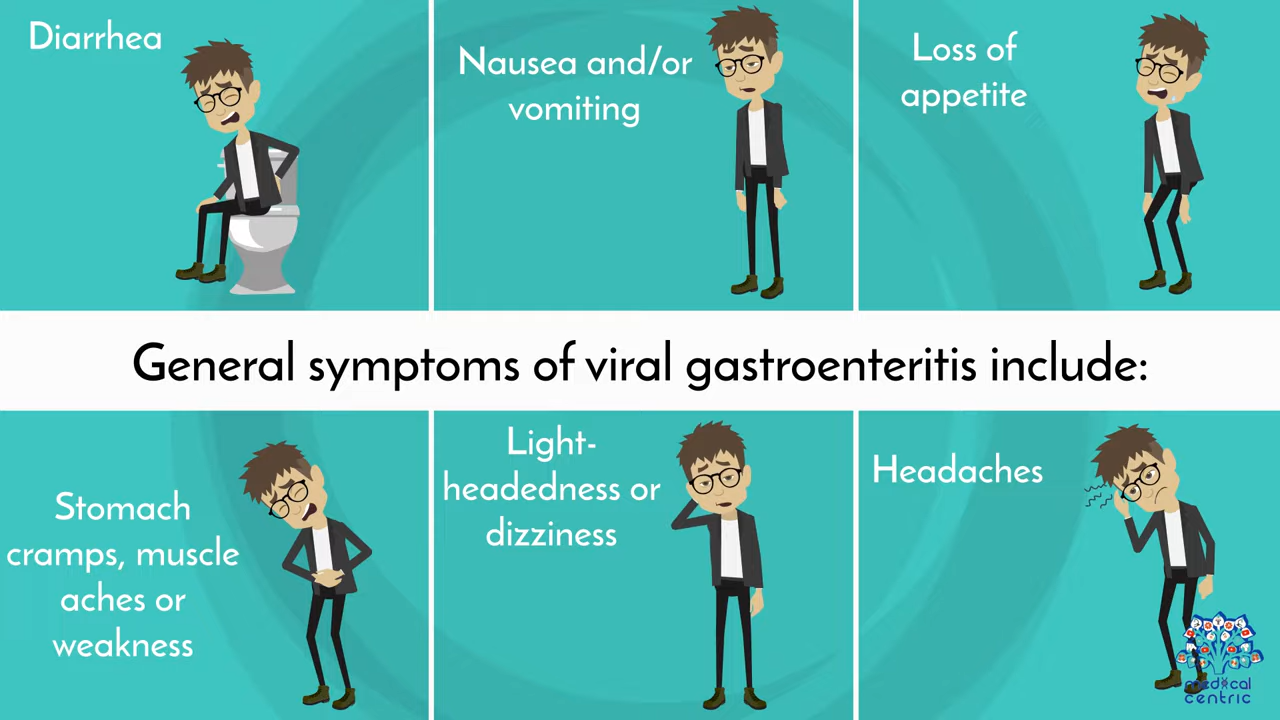 Diarrhea
Nausea and/or
vomiting
Loss of
appetite
General symptoms of viral gastroenteritis include:
Stomach
cramps, muscle
aches or
weakness
Light-
headedness or
dizziness
Headaches
medical
centric